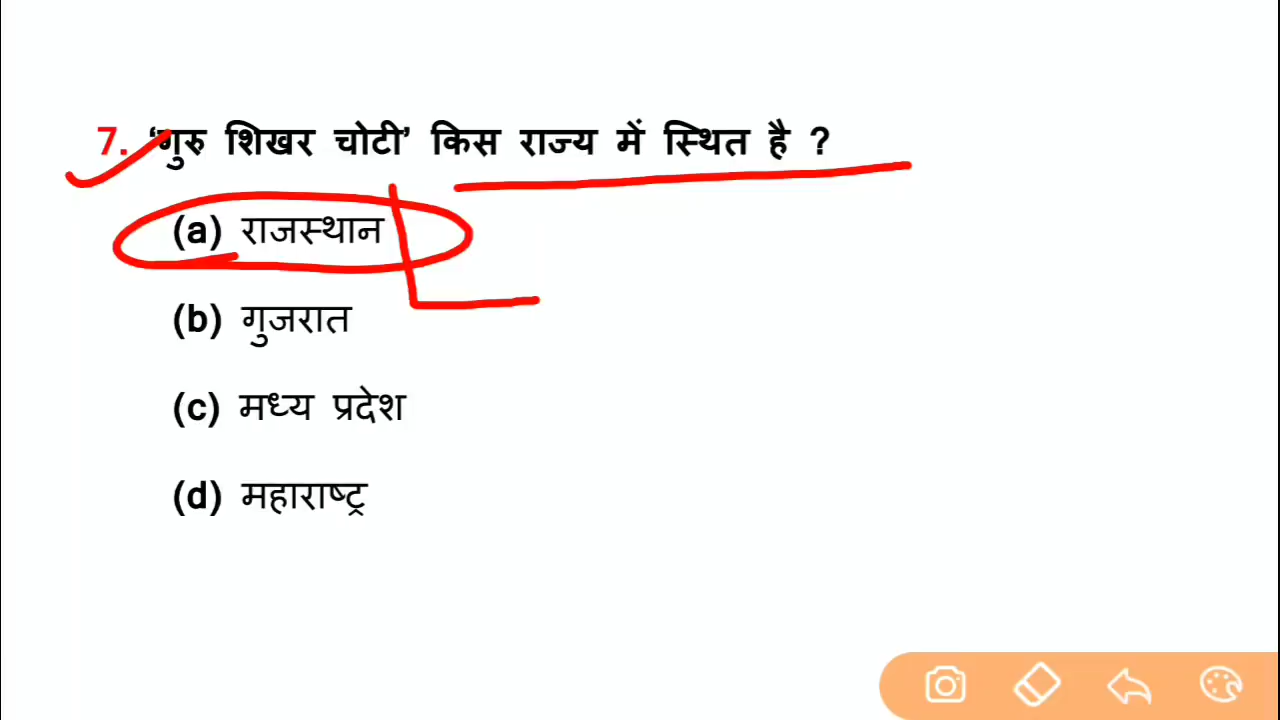 7. ‘गुरु शिखर चोटी’ किस राज्य में स्थित है ?
(a) राजस्थान
(b) गुजरात
(c) मध्य प्रदेश
(d) महाराष्ट्र